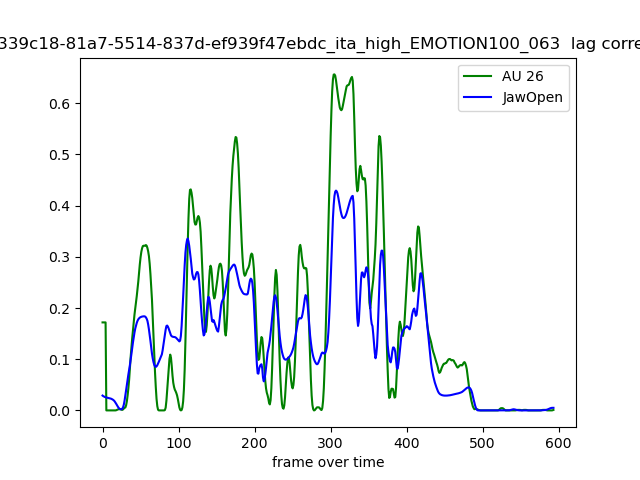 339c18-81a7-5514-837d-ef939f47ebdc_ita_high_EMOTION100_063 lag corre
AU 26
JawOpen
0.6
0.5
0.4
0.3
0.2
0.1
0.0
0 100 200 300 400 500 600
frame over time